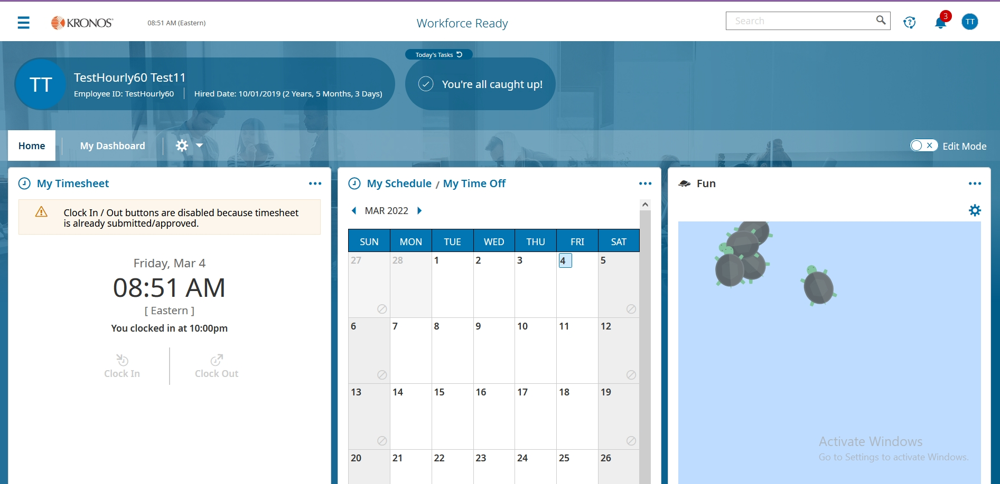 KRONOS
08:51 AM (Eastern)
Workforce Ready
Search
3
TT
Today's Tasks
TT
TestHourly60 Test11
Employee ID: TestHourly60
Hired Date: 10/01/2019 (2 Years, 5 Months, 3 Days)
You're all caught up!
Home
My Dashboard
Edit Mode
My Timesheet
Clock In / Out buttons are disabled because timesheet
is already submitted/approved.
Friday, Mar 4
08:51 AM
[ Eastern ]
You clocked in at 10:00pm
Clock In
Clock Out
My Schedule / My Time Off
MAR 2022
SUN MON TUE WED THU FRI SAT
27 28 1 2 3 4 5
6 7 8 9 10 11 12
13 14 15 16 17 18 19
20 21 22 23 24 25 26
Fun
Activate Windows
Go to Settings to activate Windows.